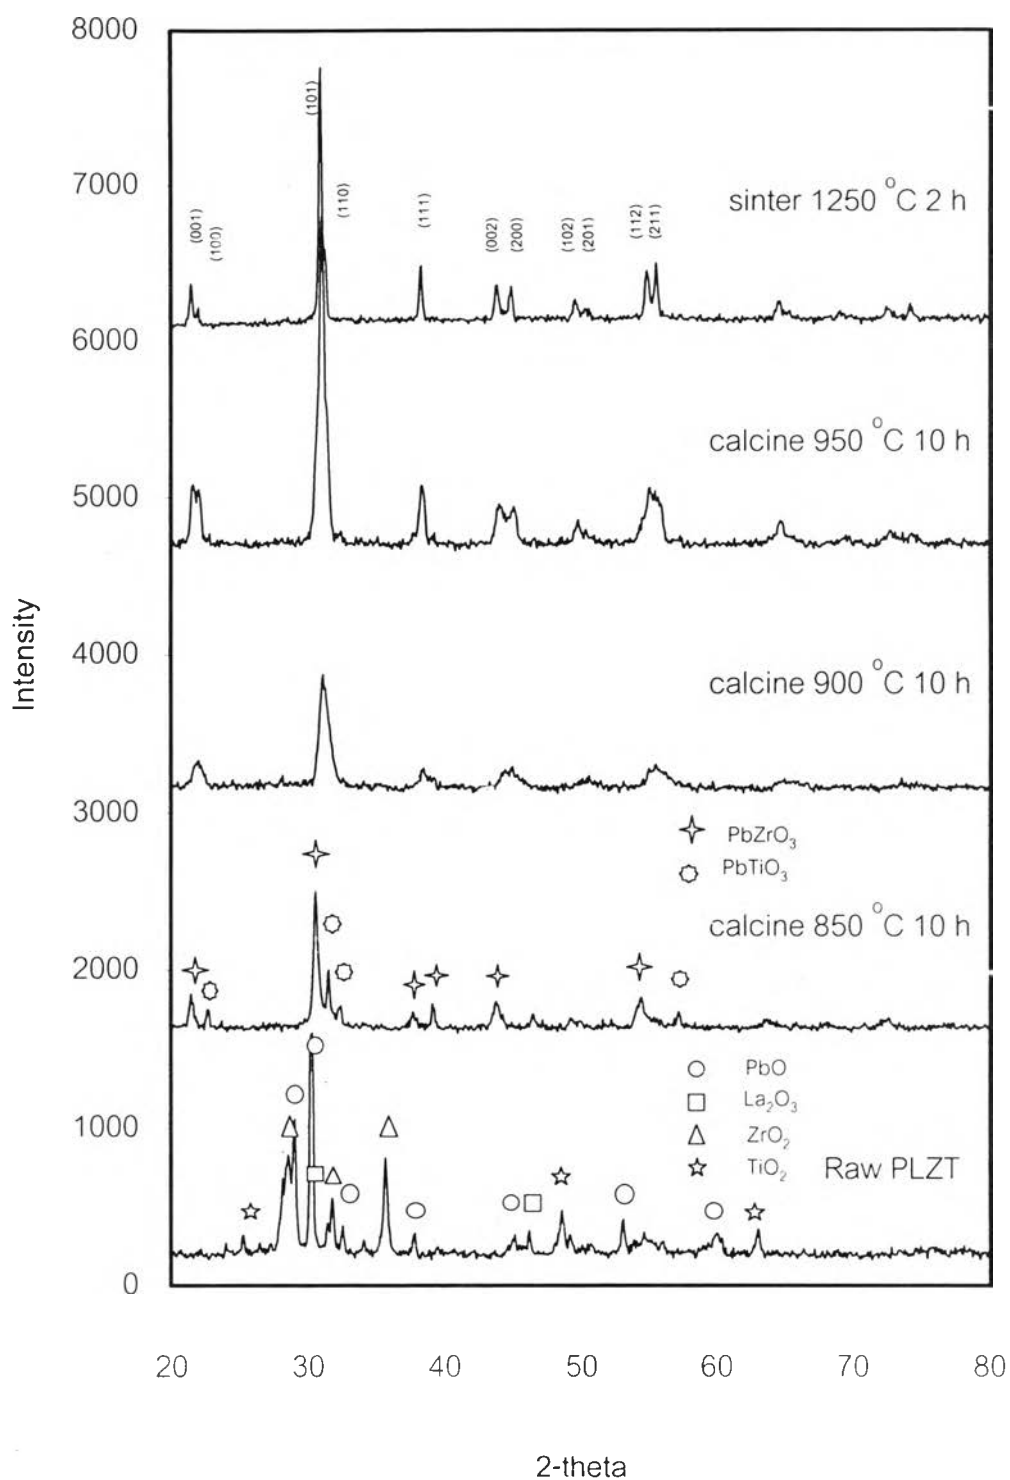 8000
(101)
7000
(110)
sinter 1250 °C 2 h
(001)
(100)
(111)
(002)
(200)
(102)
(201)
(112)
(211)
6000
calcine 950 °C 10 h
5000
Intensity
4000
calcine 900 °C 10 h
3000
PbZrO₃
PbTiO₃
calcine 850 °C 10 h
2000
PbO
La₂O₃
1000
ZrO₂
TiO₂ Raw PLZT
0
20 30 40 50 60 70 80
2-theta